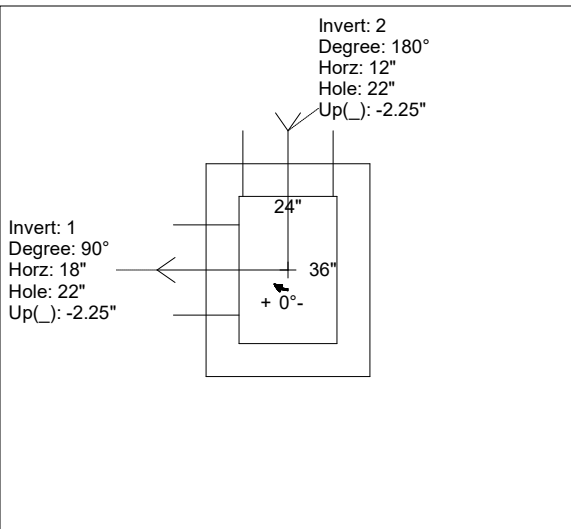 Invert: 2
Degree: 180°
Horz: 12"
Hole: 22"
Up(_): -2.25"
24"
Invert: 1
Degree: 90°
Horz: 18"
Hole: 22"
Up(_): -2.25"
36"
+ 0°-